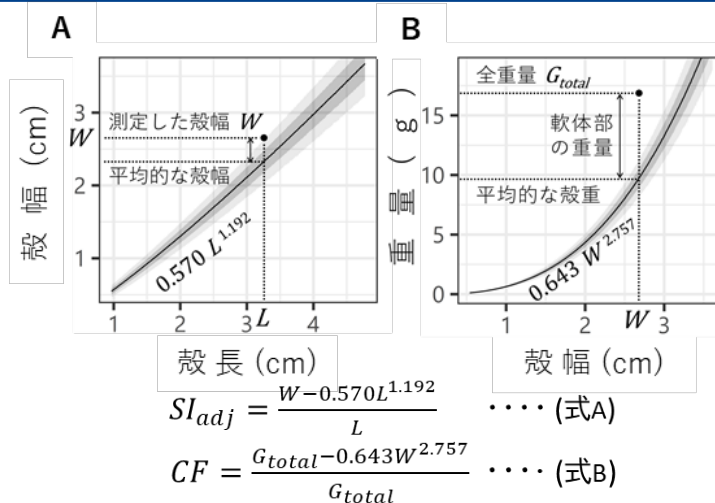 A
殻 幅 (cm)
3
2
1
W
測定した殻幅 W
平均的な殻幅
0.570 L^1.192
1 2 3 L 4
殻 長 (cm)
B
重 量 (g)
15
10
5
0
全重量 G_total
軟体部
の重量
平均的な殻重
0.643 W^2.757
1 2 W 3
殻 幅 (cm)
SI_adj = (W−0.570L^1.192)/L ････ (式A)
CF = (G_total−0.643W^2.757)/G_total ････ (式B)